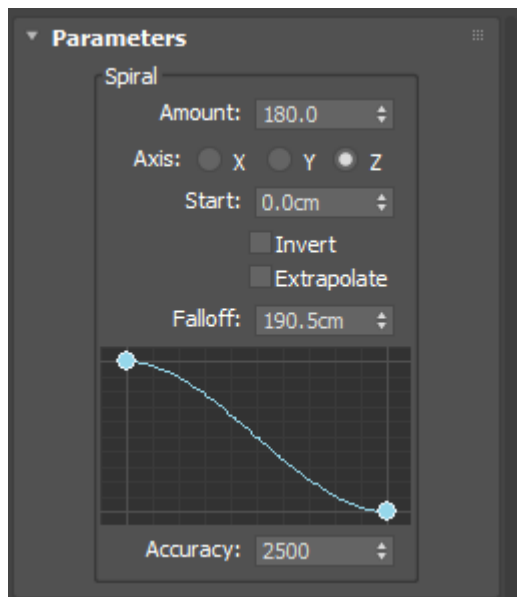 Parameters
Spiral
Amount: 180.0
Axis: X Y Z
Start: 0.0cm
Invert
Extrapolate
Falloff: 190.5cm
Accuracy: 2500